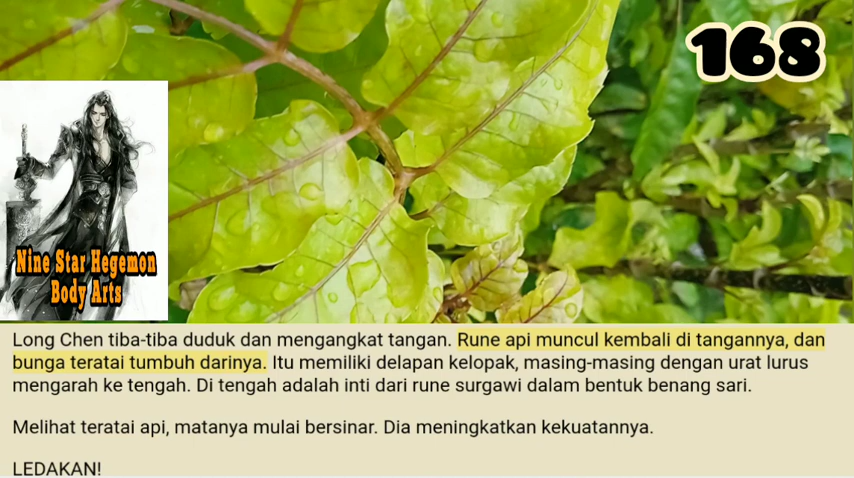 168
Nine Star Hegemon
Body Arts
Long Chen tiba-tiba duduk dan mengangkat tangan. Rune api muncul kembali di tangannya, dan
bunga teratai tumbuh darinya. Itu memiliki delapan kelopak, masing-masing dengan urat lurus
mengarah ke tengah. Di tengah adalah inti dari rune surgawi dalam bentuk benang sari.
Melihat teratai api, matanya mulai bersinar. Dia meningkatkan kekuatannya.
LEDAKAN!